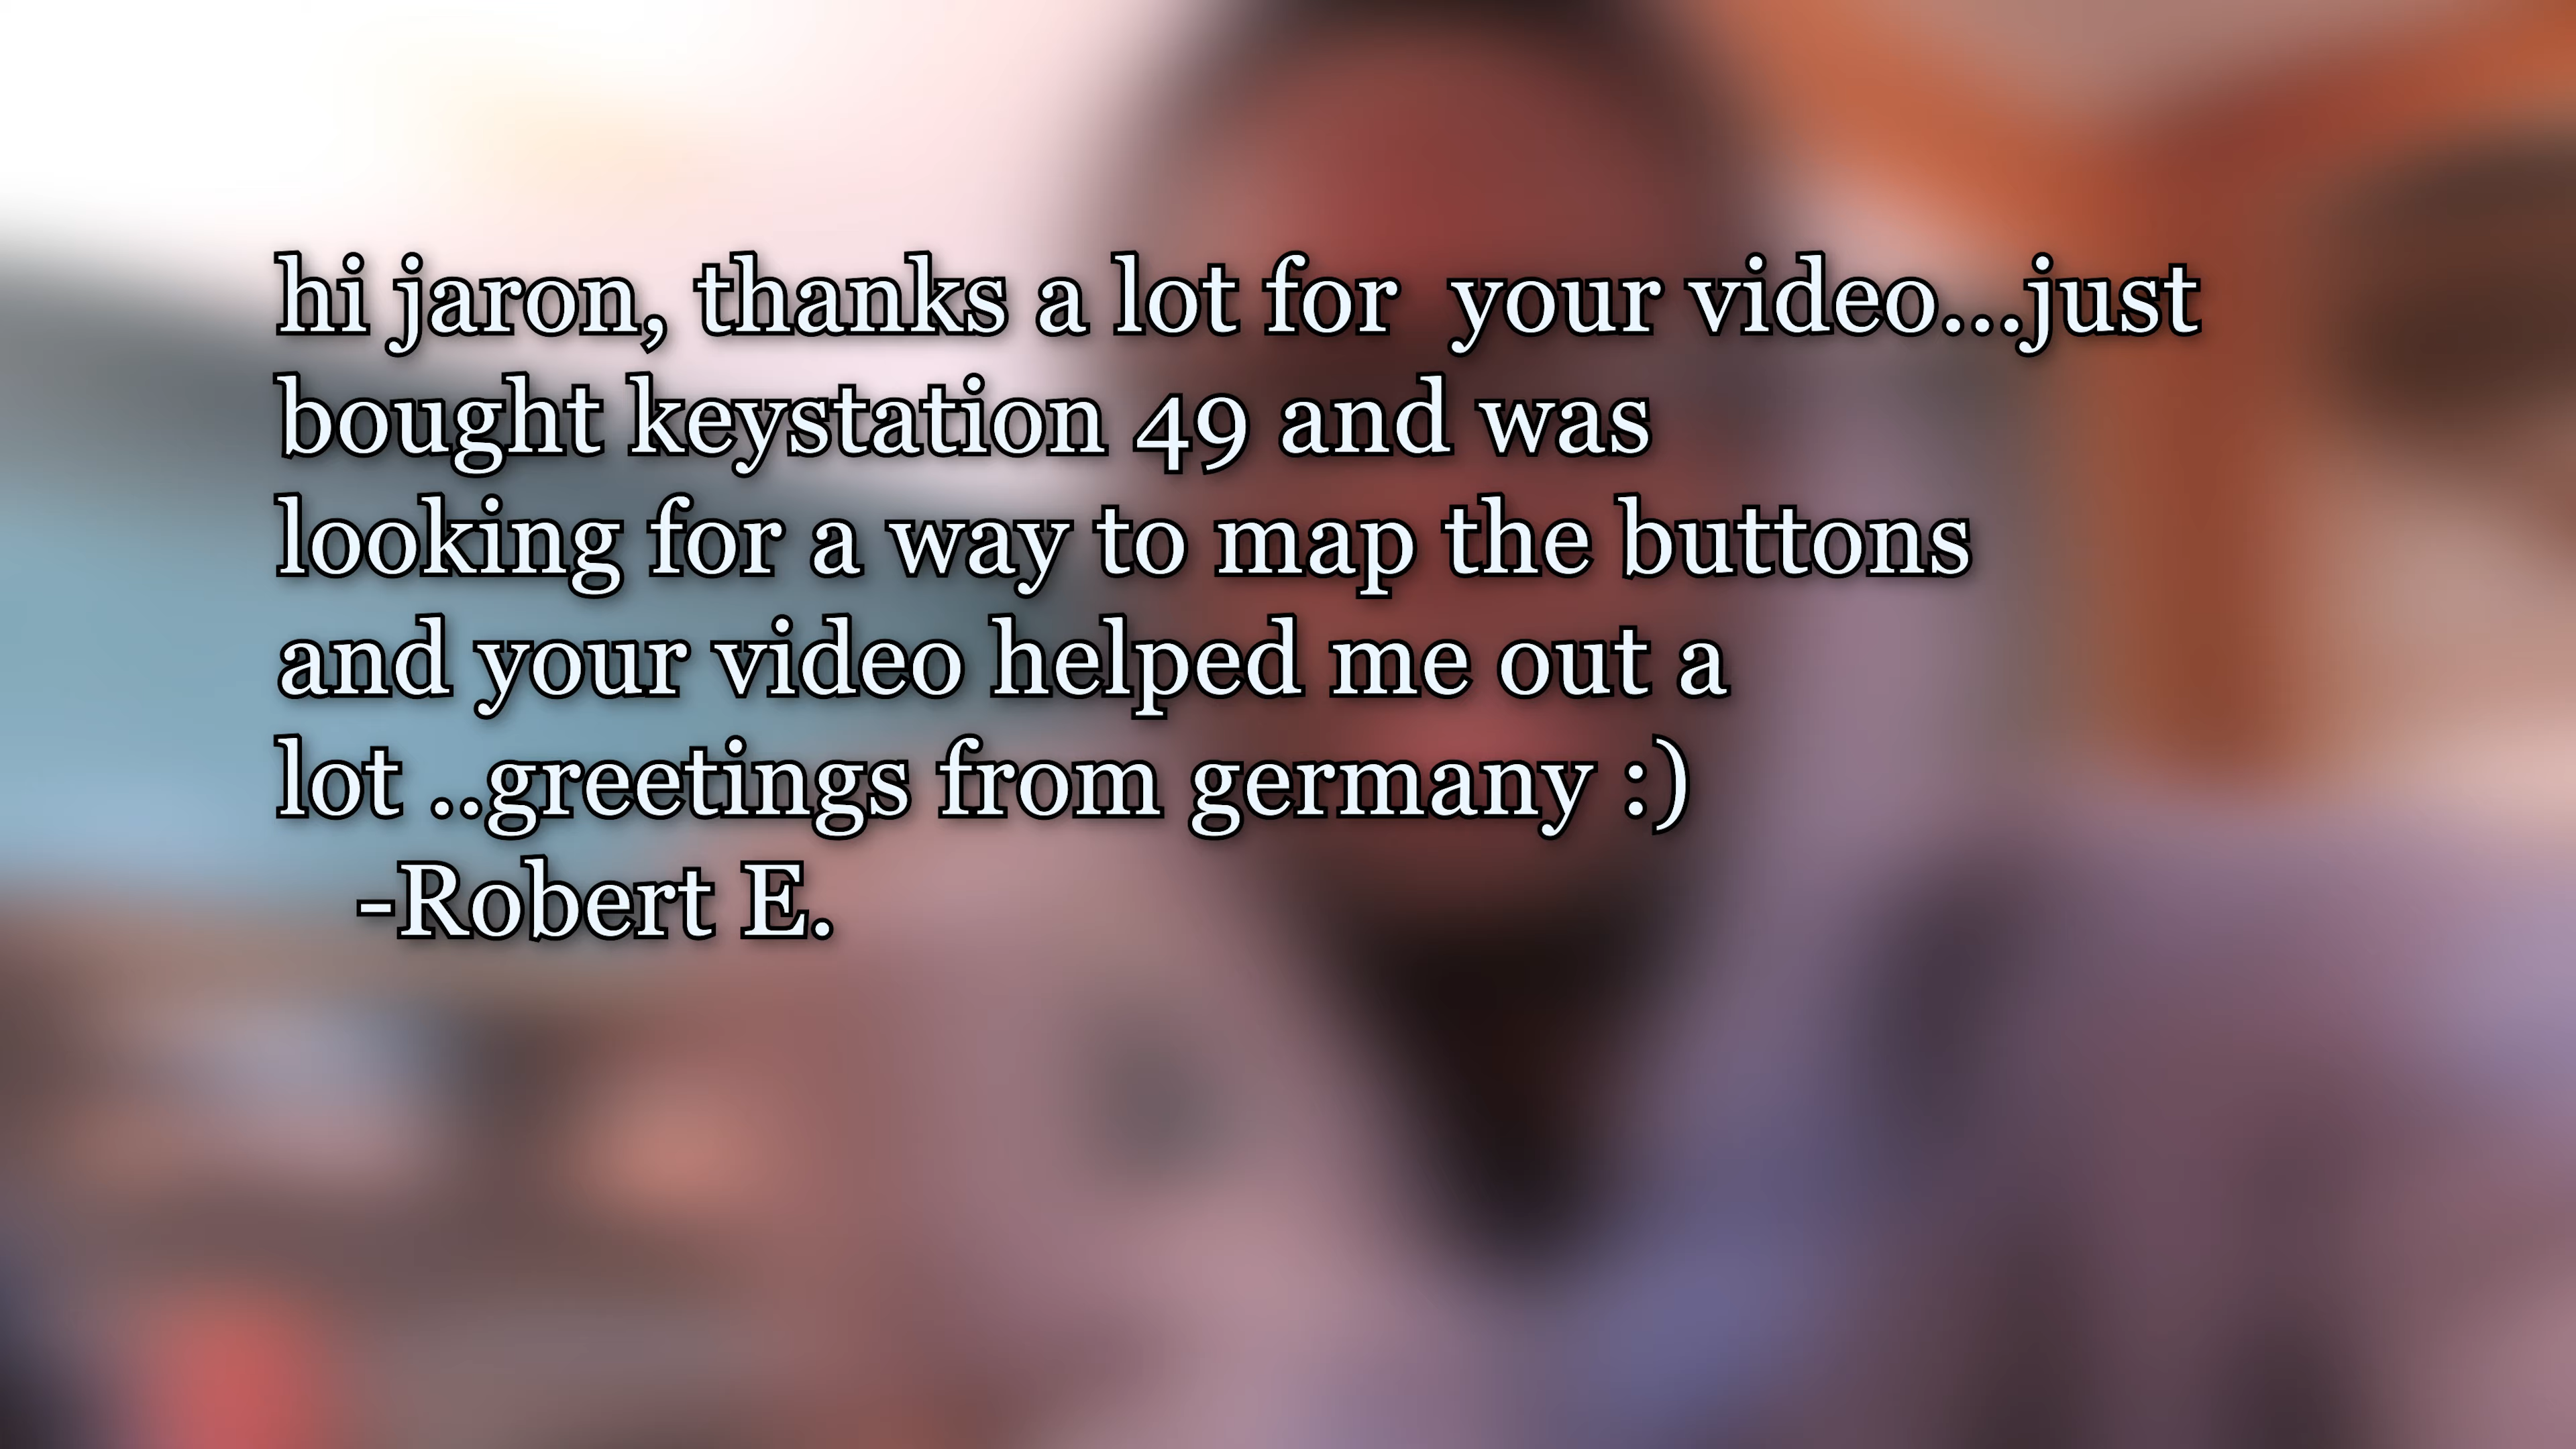 hi jaron, thanks a lot for  your video...just
bought keystation 49 and was
looking for a way to map the buttons
and your video helped me out a
lot ..greetings from germany :)
-Robert E.